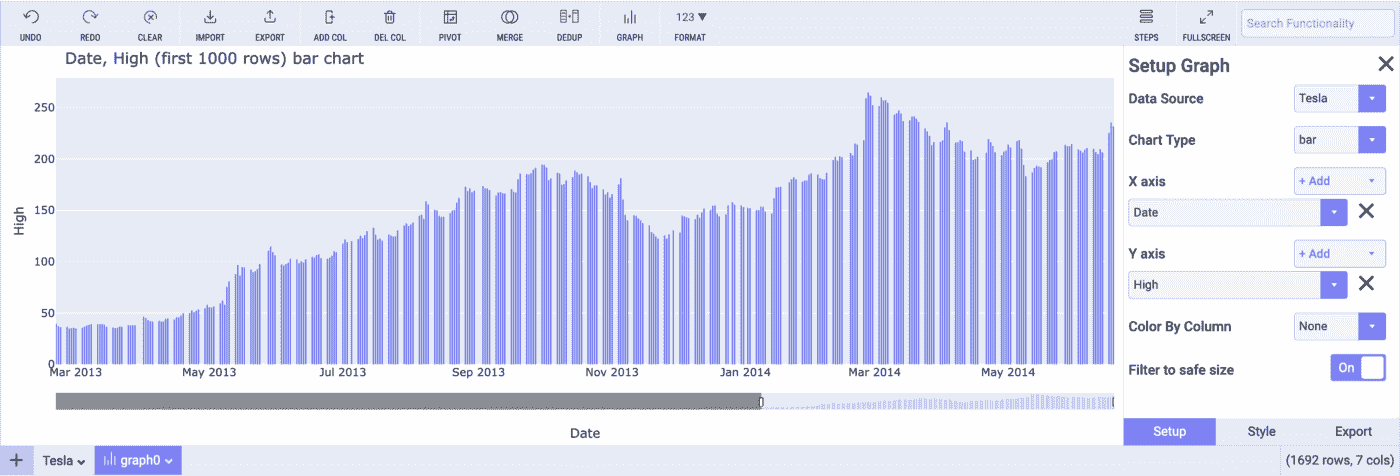 UNDO REDO CLEAR IMPORT EXPORT ADD COL DEL COL PIVOT MERGE DEDUP GRAPH 123 ▼ FORMAT STEPS FULLSCREEN Search Functionality
Date, High (first 1000 rows) bar chart
High
250
200
150
100
50
0
Mar 2013 May 2013 Jul 2013 Sep 2013 Nov 2013 Jan 2014 Mar 2014 May 2014
Date
Setup Graph
Data Source Tesla
Chart Type bar
X axis + Add
Date
Y axis + Add
High
Color By Column None
Filter to safe size On
Setup Style Export
+ Tesla graph0 (1692 rows, 7 cols)